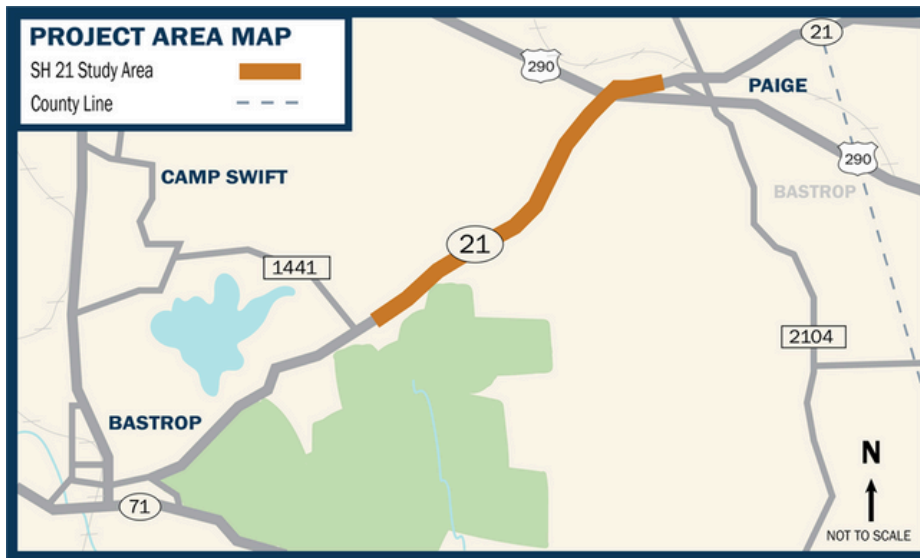 PROJECT AREA MAP
SH 21 Study Area
County Line
21
290
PAIGE
290
CAMP SWIFT
BASTROP
21
1441
2104
BASTROP
71
N
NOT TO SCALE